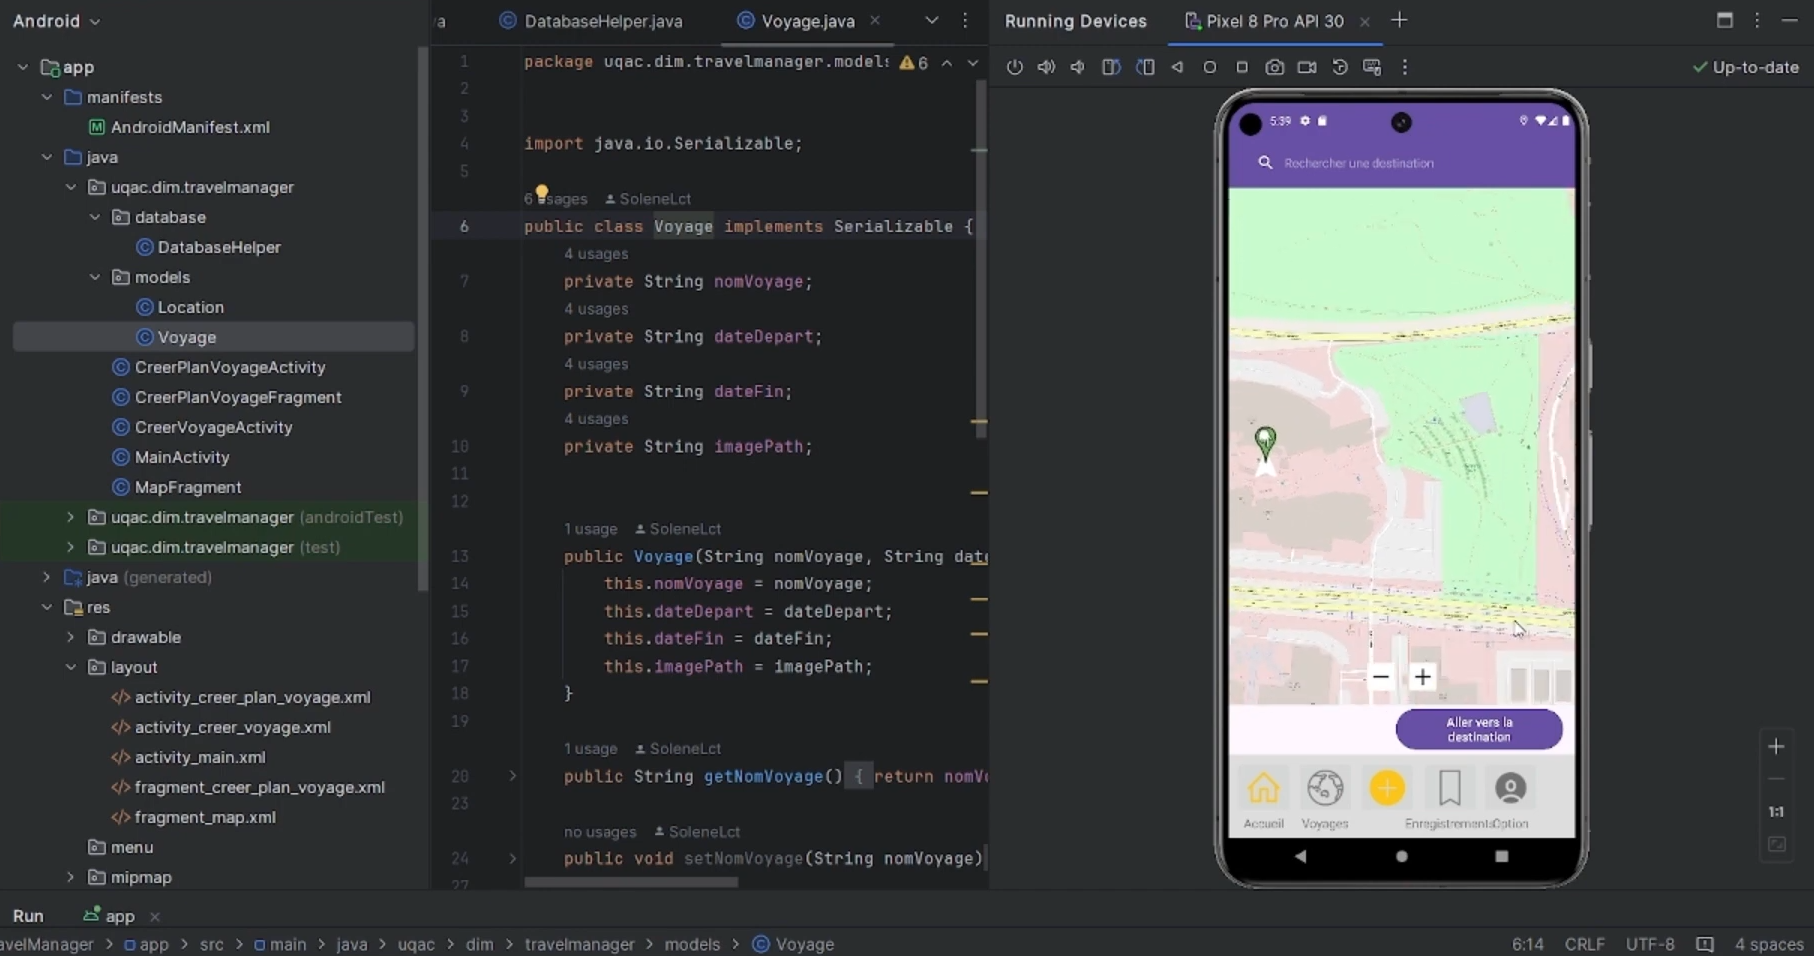 Android
app
manifests
AndroidManifest.xml
java
uqac.dim.travelmanager
database
DatabaseHelper
models
Location
Voyage
CreerPlanVoyageActivity
CreerPlanVoyageFragment
CreerVoyageActivity
MainActivity
MapFragment
uqac.dim.travelmanager (androidTest)
uqac.dim.travelmanager (test)
java (generated)
res
drawable
layout
activity_creer_plan_voyage.xml
activity_creer_voyage.xml
activity_main.xml
fragment_creer_plan_voyage.xml
fragment_map.xml
menu
mipmap
DatabaseHelper.java
Voyage.java
1 package uqac.dim.travelmanager.models
6
2
3
4 import java.io.Serializable;
5
6 usages SoleneLct
6 public class Voyage implements Serializable {
4 usages
7 private String nomVoyage;
4 usages
8 private String dateDepart;
4 usages
9 private String dateFin;
4 usages
10 private String imagePath;
11
12
1 usage SoleneLct
13 public Voyage(String nomVoyage, String dat
14 this.nomVoyage = nomVoyage;
15 this.dateDepart = dateDepart;
16 this.dateFin = dateFin;
17 this.imagePath = imagePath;
18 }
19
1 usage SoleneLct
20 public String getNomVoyage() { return nomVo
23
no usages SoleneLct
24 public void setNomVoyage(String nomVoyage)
27
Running Devices
Pixel 8 Pro API 30
Up-to-date
5:39
Rechercher une destination
− +
Aller vers la
destination
Accueil Voyages Enregistrements Option
1:1
Run app
avelManager > app > src > main > java > uqac > dim > travelmanager > models > Voyage
6:14 CRLF UTF-8 4 spaces